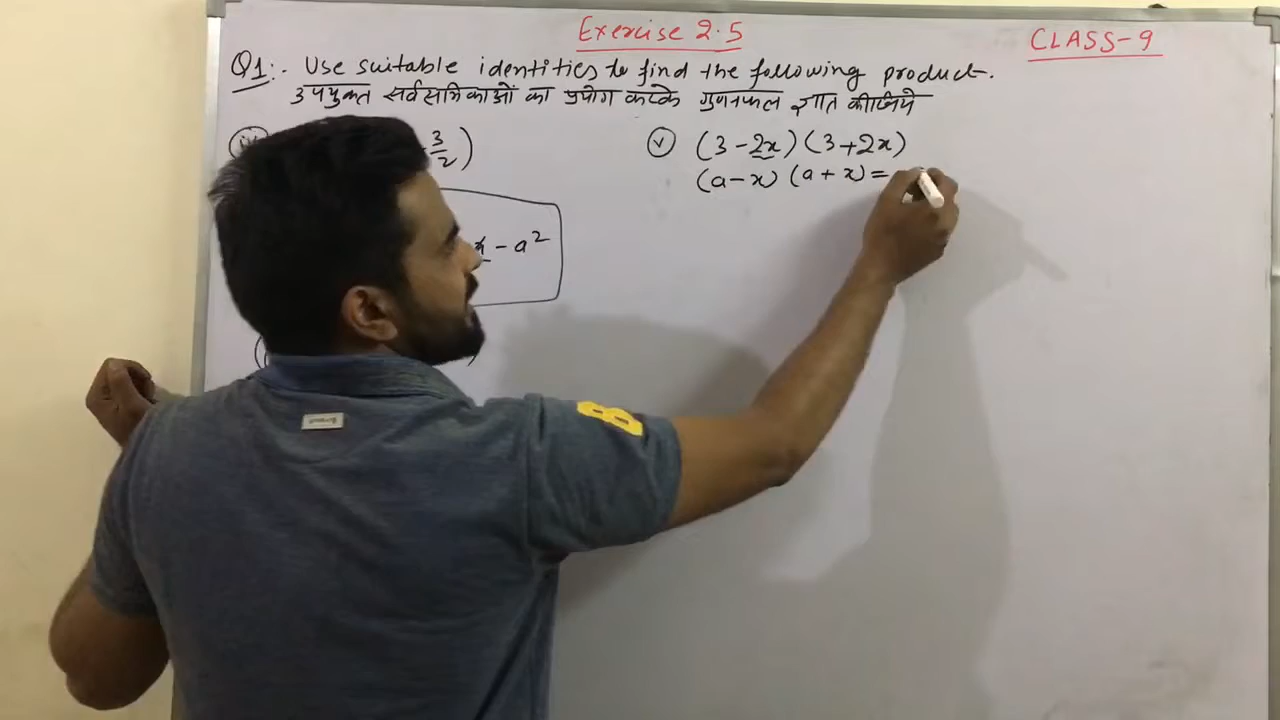 Exercise 2.5
CLASS-9
Q1:- Use suitable identities to find the following product.
उपयुक्त सर्वसमिकाओं का प्रयोग करके गुणनफल ज्ञात कीजिये
3/2)
(v) (3-2x)(3+2x)
(a-x) (a+x)=
- a²
8